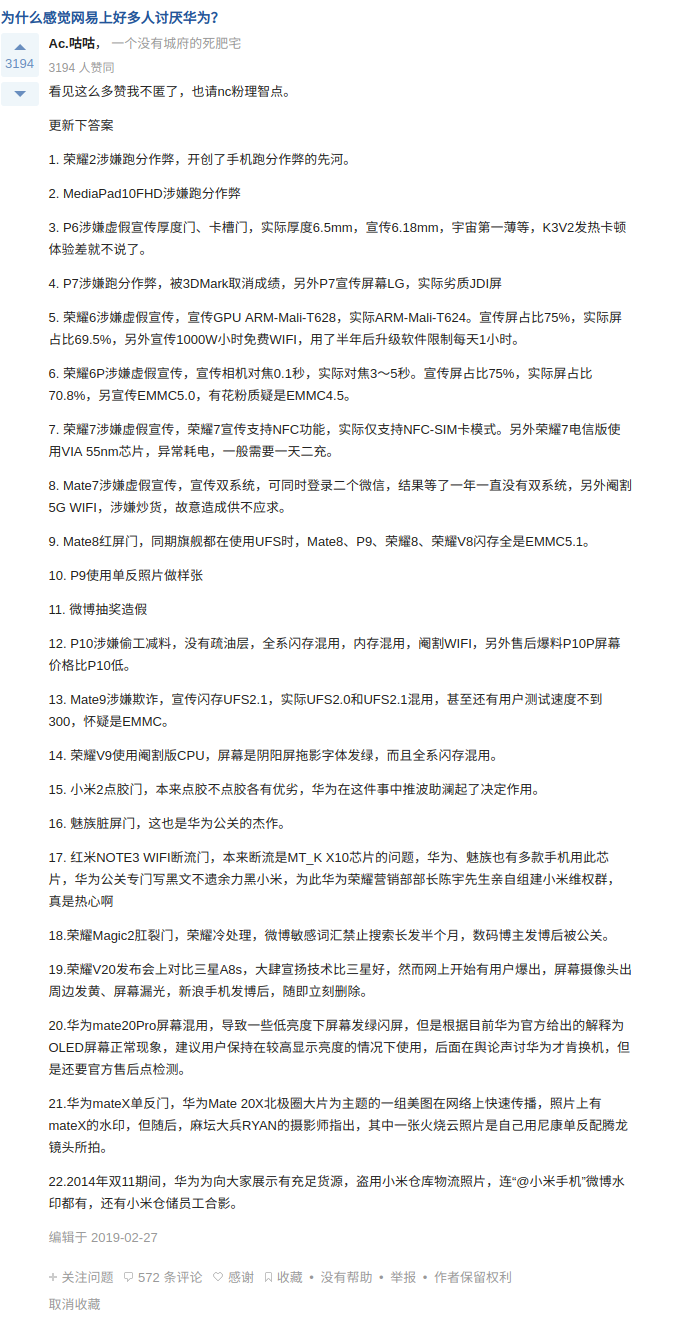 为什么感觉网易上好多人讨厌华为？
Ac.咕咕， 一个没有城府的死肥宅
3194
3194 人赞同
看见这么多赞我不匿了，也请nc粉理智点。
更新下答案
1. 荣耀2涉嫌跑分作弊，开创了手机跑分作弊的先河。
2. MediaPad10FHD涉嫌跑分作弊
3. P6涉嫌虚假宣传厚度门、卡槽门，实际厚度6.5mm，宣传6.18mm，宇宙第一薄等，K3V2发热卡顿
体验差就不说了。
4. P7涉嫌跑分作弊，被3DMark取消成绩，另外P7宣传屏幕LG，实际劣质JDI屏
5. 荣耀6涉嫌虚假宣传，宣传GPU ARM-Mali-T628，实际ARM-Mali-T624。宣传屏占比75%，实际屏
占比69.5%，另外宣传1000W小时免费WIFI，用了半年后升级软件限制每天1小时。
6. 荣耀6P涉嫌虚假宣传，宣传相机对焦0.1秒，实际对焦3～5秒。宣传屏占比75%，实际屏占比
70.8%，另宣传EMMC5.0，有花粉质疑是EMMC4.5。
7. 荣耀7涉嫌虚假宣传，荣耀7宣传支持NFC功能，实际仅支持NFC-SIM卡模式。另外荣耀7电信版使
用VIA 55nm芯片，异常耗电，一般需要一天二充。
8. Mate7涉嫌虚假宣传，宣传双系统，可同时登录二个微信，结果等了一年一直没有双系统，另外阉割
5G WIFI，涉嫌炒货，故意造成供不应求。
9. Mate8红屏门，同期旗舰都在使用UFS时，Mate8、P9、荣耀8、荣耀V8闪存全是EMMC5.1。
10. P9使用单反照片做样张
11. 微博抽奖造假
12. P10涉嫌偷工减料，没有疏油层，全系闪存混用，内存混用，阉割WIFI，另外售后爆料P10P屏幕
价格比P10低。
13. Mate9涉嫌欺诈，宣传闪存UFS2.1，实际UFS2.0和UFS2.1混用，甚至还有用户测试速度不到
300，怀疑是EMMC。
14. 荣耀V9使用阉割版CPU，屏幕是阴阳屏拖影字体发绿，而且全系闪存混用。
15. 小米2点胶门，本来点胶不点胶各有优劣，华为在这件事中推波助澜起了决定作用。
16. 魅族脏屏门，这也是华为公关的杰作。
17. 红米NOTE3 WIFI断流门，本来断流是MT_K X10芯片的问题，华为、魅族也有多款手机用此芯
片，华为公关专门写黑文不遗余力黑小米，为此华为荣耀营销部部长陈宇先生亲自组建小米维权群，
真是热心啊
18.荣耀Magic2肛裂门，荣耀冷处理，微博敏感词汇禁止搜索长发半个月，数码博主发博后被公关。
19.荣耀V20发布会上对比三星A8s，大肆宣扬技术比三星好，然而网上开始有用户爆出，屏幕摄像头出
周边发黄、屏幕漏光，新浪手机发博后，随即立刻删除。
20.华为mate20Pro屏幕混用，导致一些低亮度下屏幕发绿闪屏，但是根据目前华为官方给出的解释为
OLED屏幕正常现象，建议用户保持在较高显示亮度的情况下使用，后面在舆论声讨华为才肯换机，但
是还要官方售后点检测。
21.华为mateX单反门，华为Mate 20X北极圈大片为主题的一组美图在网络上快速传播，照片上有
mateX的水印，但随后，麻坛大兵RYAN的摄影师指出，其中一张火烧云照片是自己用尼康单反配腾龙
镜头所拍。
22.2014年双11期间，华为为向大家展示有充足货源，盗用小米仓库物流照片，连“@小米手机”微博水
印都有，还有小米仓储员工合影。
编辑于 2019-02-27
关注问题 572 条评论 感谢 收藏 • 没有帮助 • 举报 • 作者保留权利
取消收藏